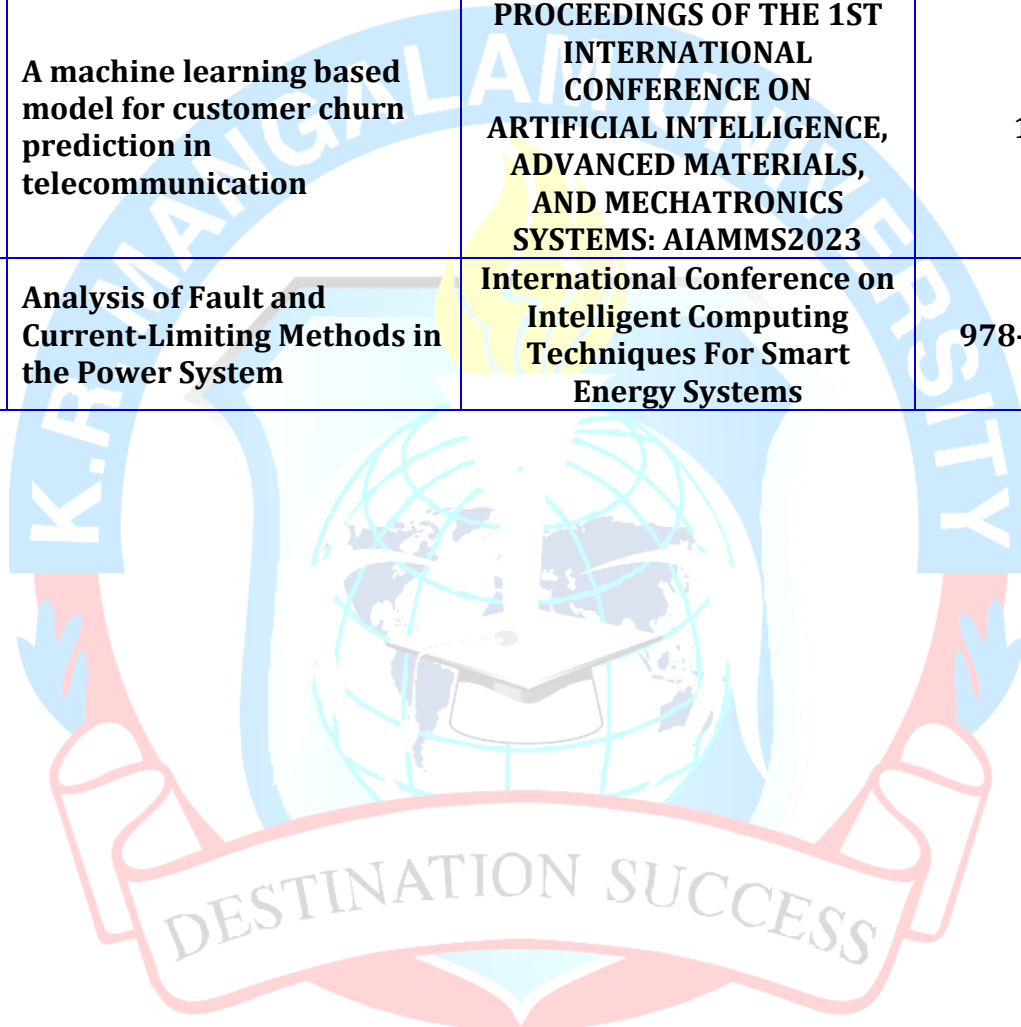 A machine learning based
model for customer churn
prediction in
telecommunication
PROCEEDINGS OF THE 1ST
INTERNATIONAL
CONFERENCE ON
ARTIFICIAL INTELLIGENCE,
ADVANCED MATERIALS,
AND MECHATRONICS
SYSTEMS: AIAMMS2023
1
Analysis of Fault and
Current-Limiting Methods in
the Power System
International Conference on
Intelligent Computing
Techniques For Smart
Energy Systems
978-
K.R. MANGALAM UNIVERSITY
DESTINATION SUCCESS